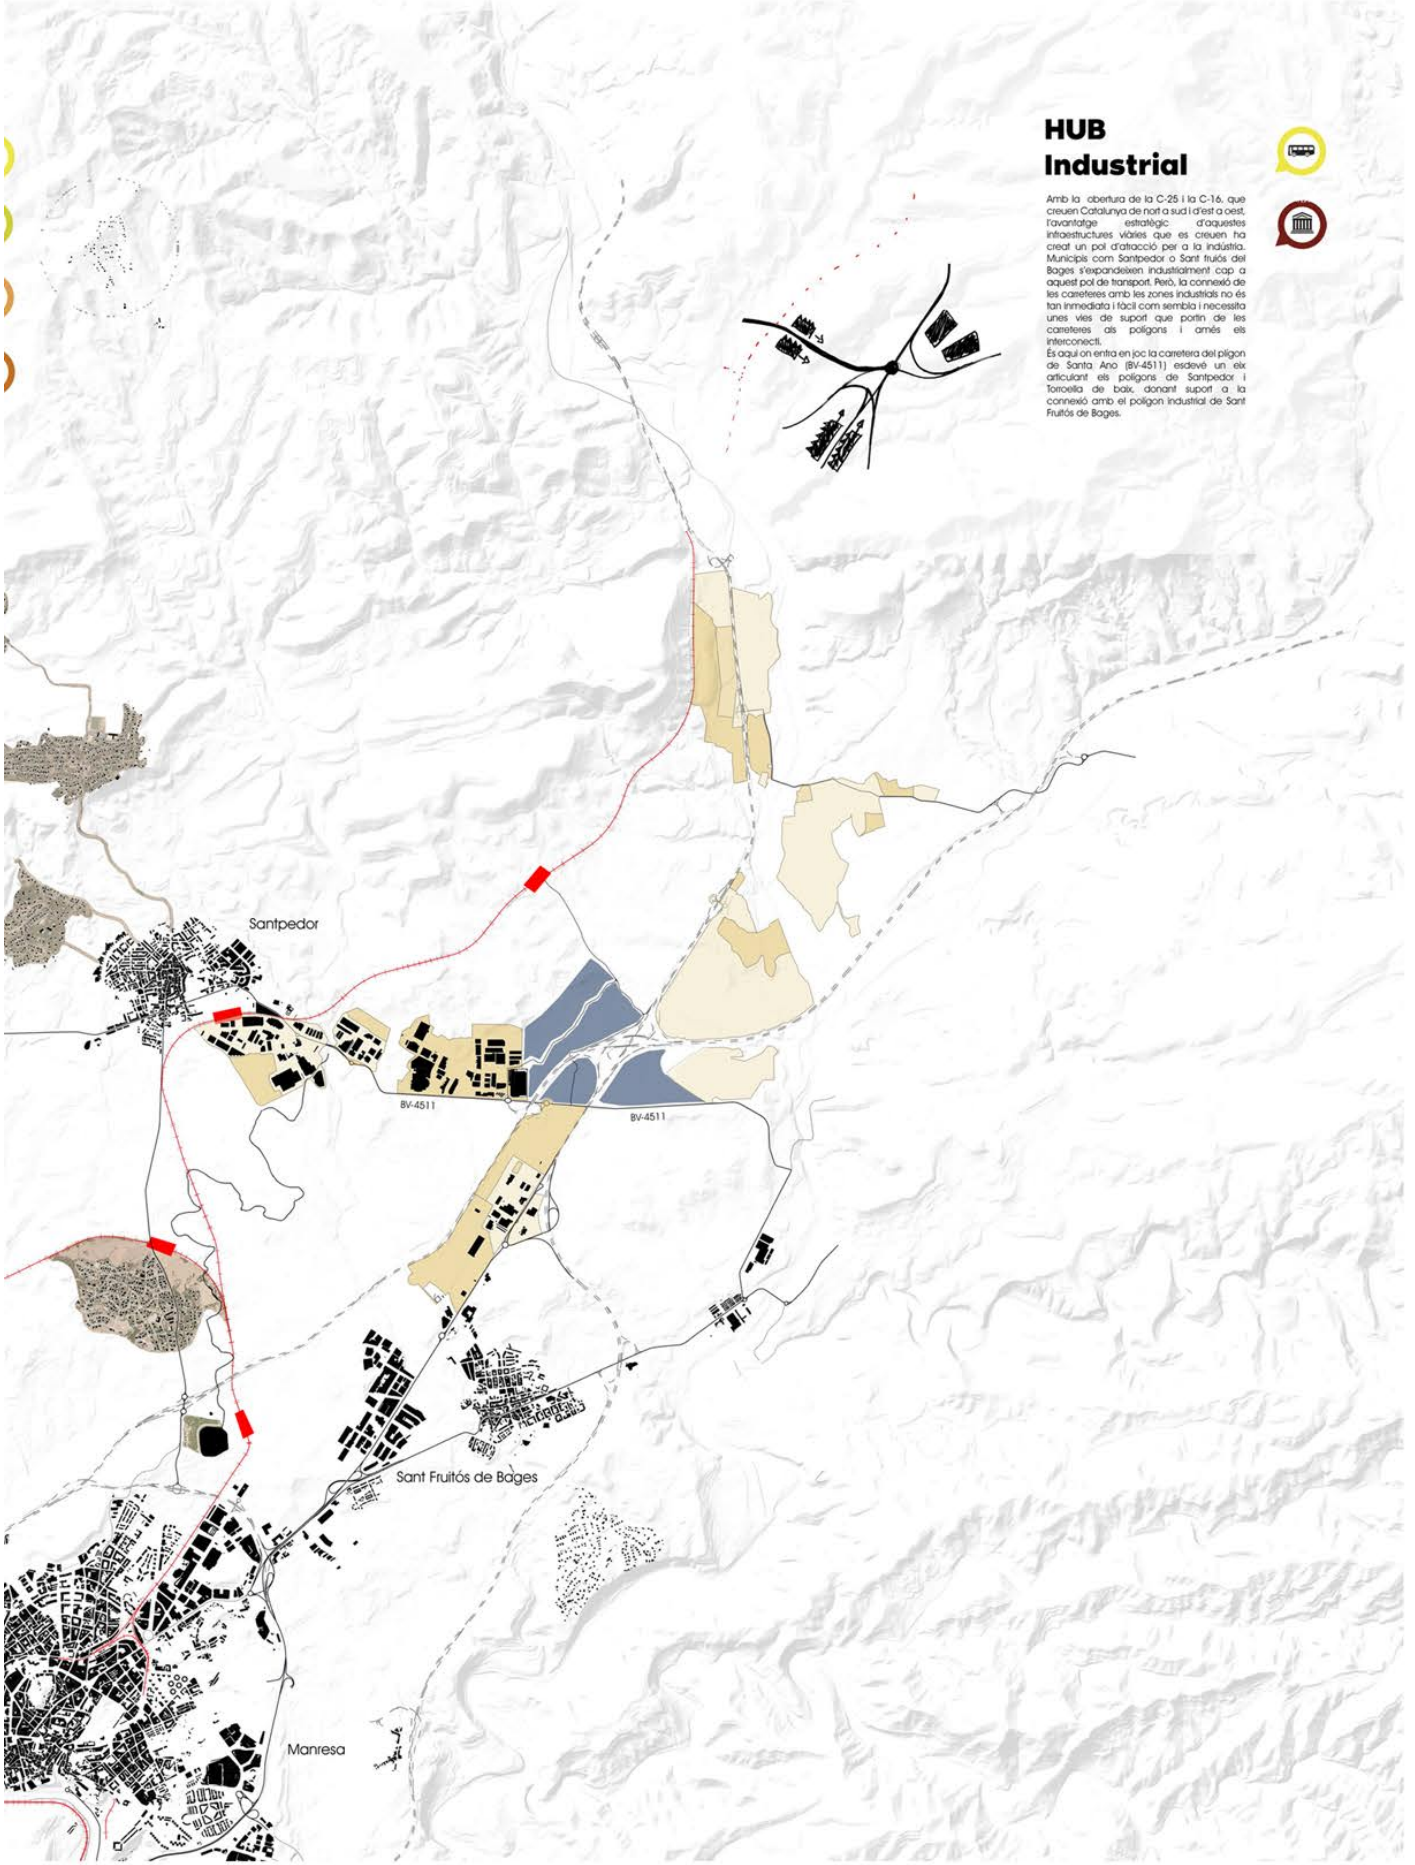 HUB
Industrial
Amb la obertura de la C-25 i la C-16, que
creuen Catalunya de nort a sud i d'est a oest,
l'avantatge estratègic d'aquestes
infraestructures viàries que es creuen ha
creat un pol d'atracció per a la indústria.
Municipis com Santpedor o Sant fruiós del
Bages s'expandeixen industrialment cap a
aquest pol de transport. Però, la connexió de
les carreteres amb les zones industrials no és
tan inmediata i fàcil com sembla i necessita
unes vies de suport que portin de les
carreteres als polígons i amés els
interconecti.
És aquí on entra en joc la carretera del plígon
de Santa Ano (BV-4511) esdevé un eix
articulant els polígons de Santpedor i
Torroella de baix, donant suport a la
connexió amb el polígon industrial de Sant
Fruitós de Bages.
Santpedor
BV-4511
BV-4511
Sant Fruitós de Bages
Manresa